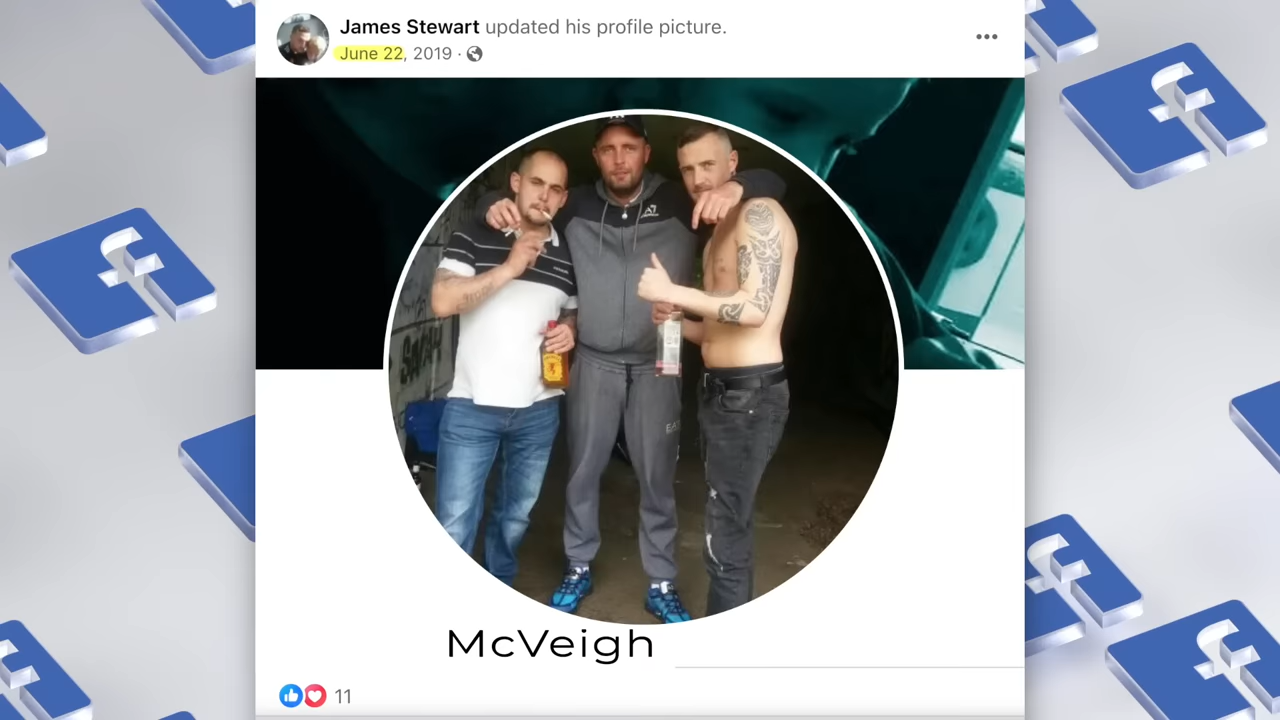 James Stewart updated his profile picture.
June 22, 2019 ·
McVeigh
11